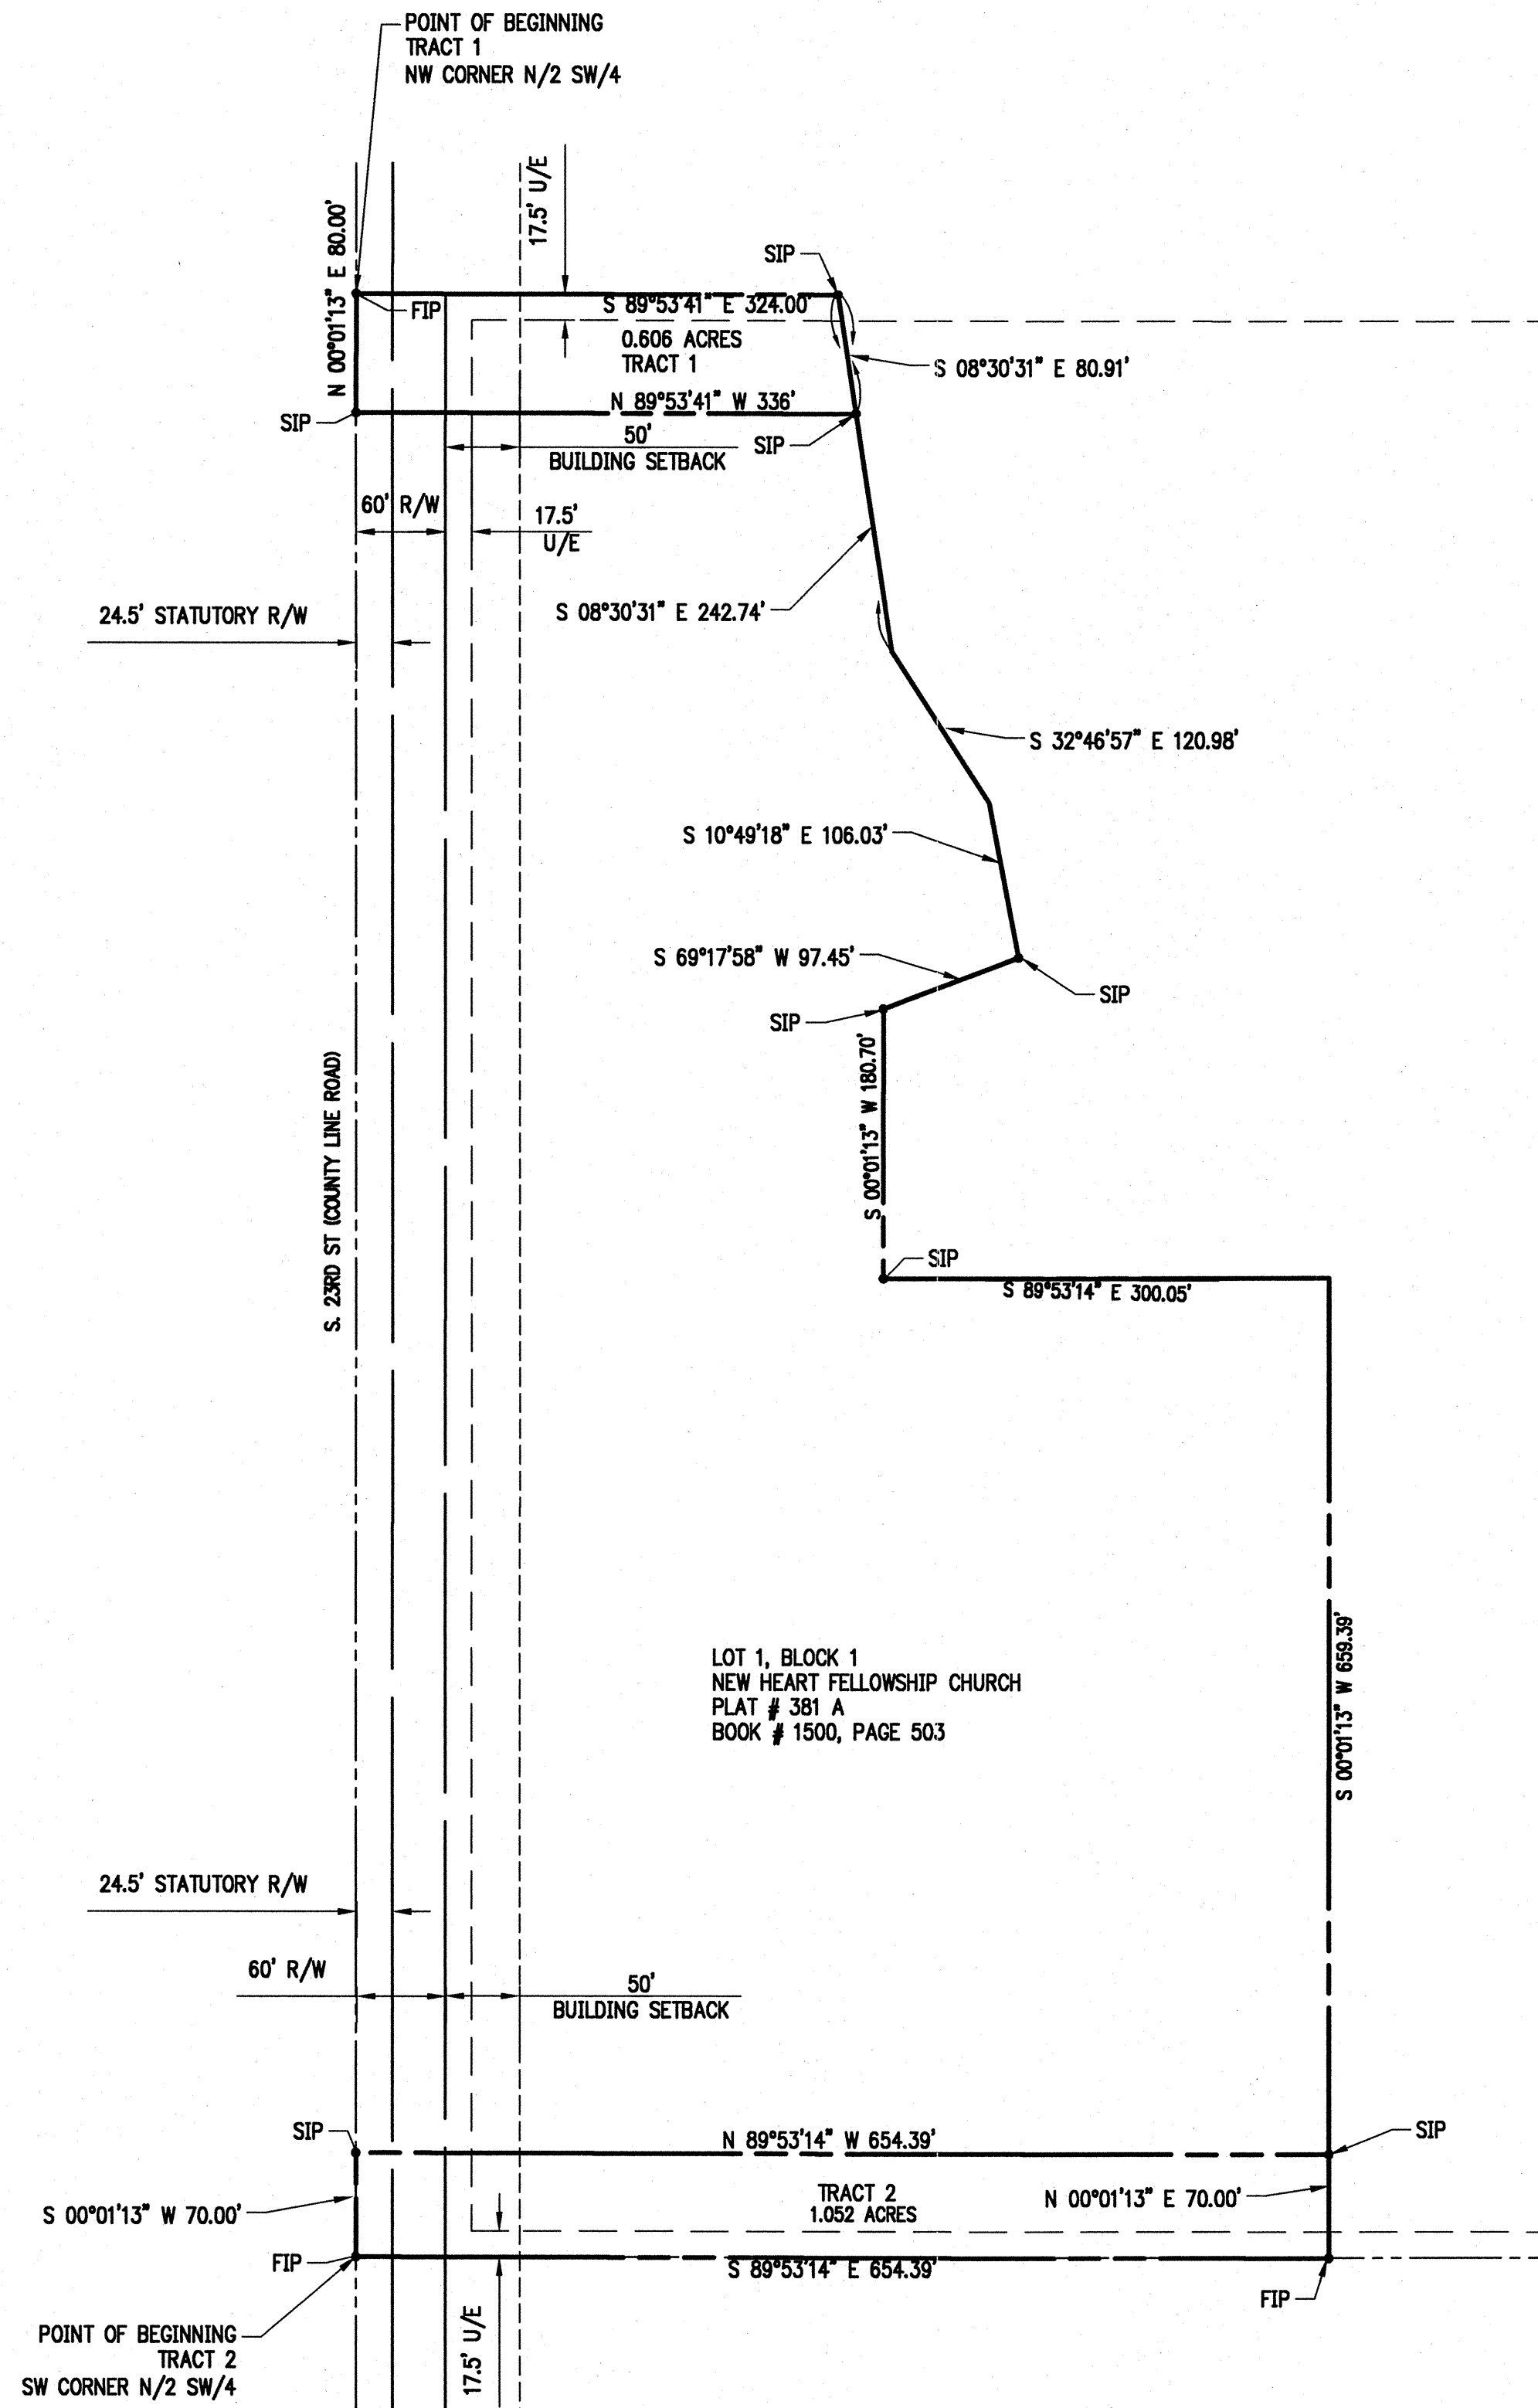 POINT OF BEGINNING
TRACT 1
NW CORNER N/2 SW/4
N 00°01'13" E 80.00'
17.5' U/E
SIP
FIP
S 89°53'41" E 324.00'
0.606 ACRES
TRACT 1
S 08°30'31" E 80.91'
N 89°53'41" W 336'
SIP
50'
BUILDING SETBACK
SIP
60' R/W
17.5'
U/E
24.5' STATUTORY R/W
S 08°30'31" E 242.74'
S 32°46'57" E 120.98'
S 10°49'18" E 106.03'
S 69°17'58" W 97.45'
SIP
SIP
S 00°01'13" W 180.70'
S. 23RD ST (COUNTY LINE ROAD)
SIP
S 89°53'14" E 300.05'
S 00°01'13" W 659.39'
LOT 1, BLOCK 1
NEW HEART FELLOWSHIP CHURCH
PLAT # 381 A
BOOK # 1500, PAGE 503
24.5' STATUTORY R/W
60' R/W
50'
BUILDING SETBACK
SIP
N 89°53'14" W 654.39'
SIP
TRACT 2
1.052 ACRES
N 00°01'13" E 70.00'
S 00°01'13" W 70.00'
FIP
S 89°53'14" E 654.39'
FIP
17.5' U/E
POINT OF BEGINNING
TRACT 2
SW CORNER N/2 SW/4